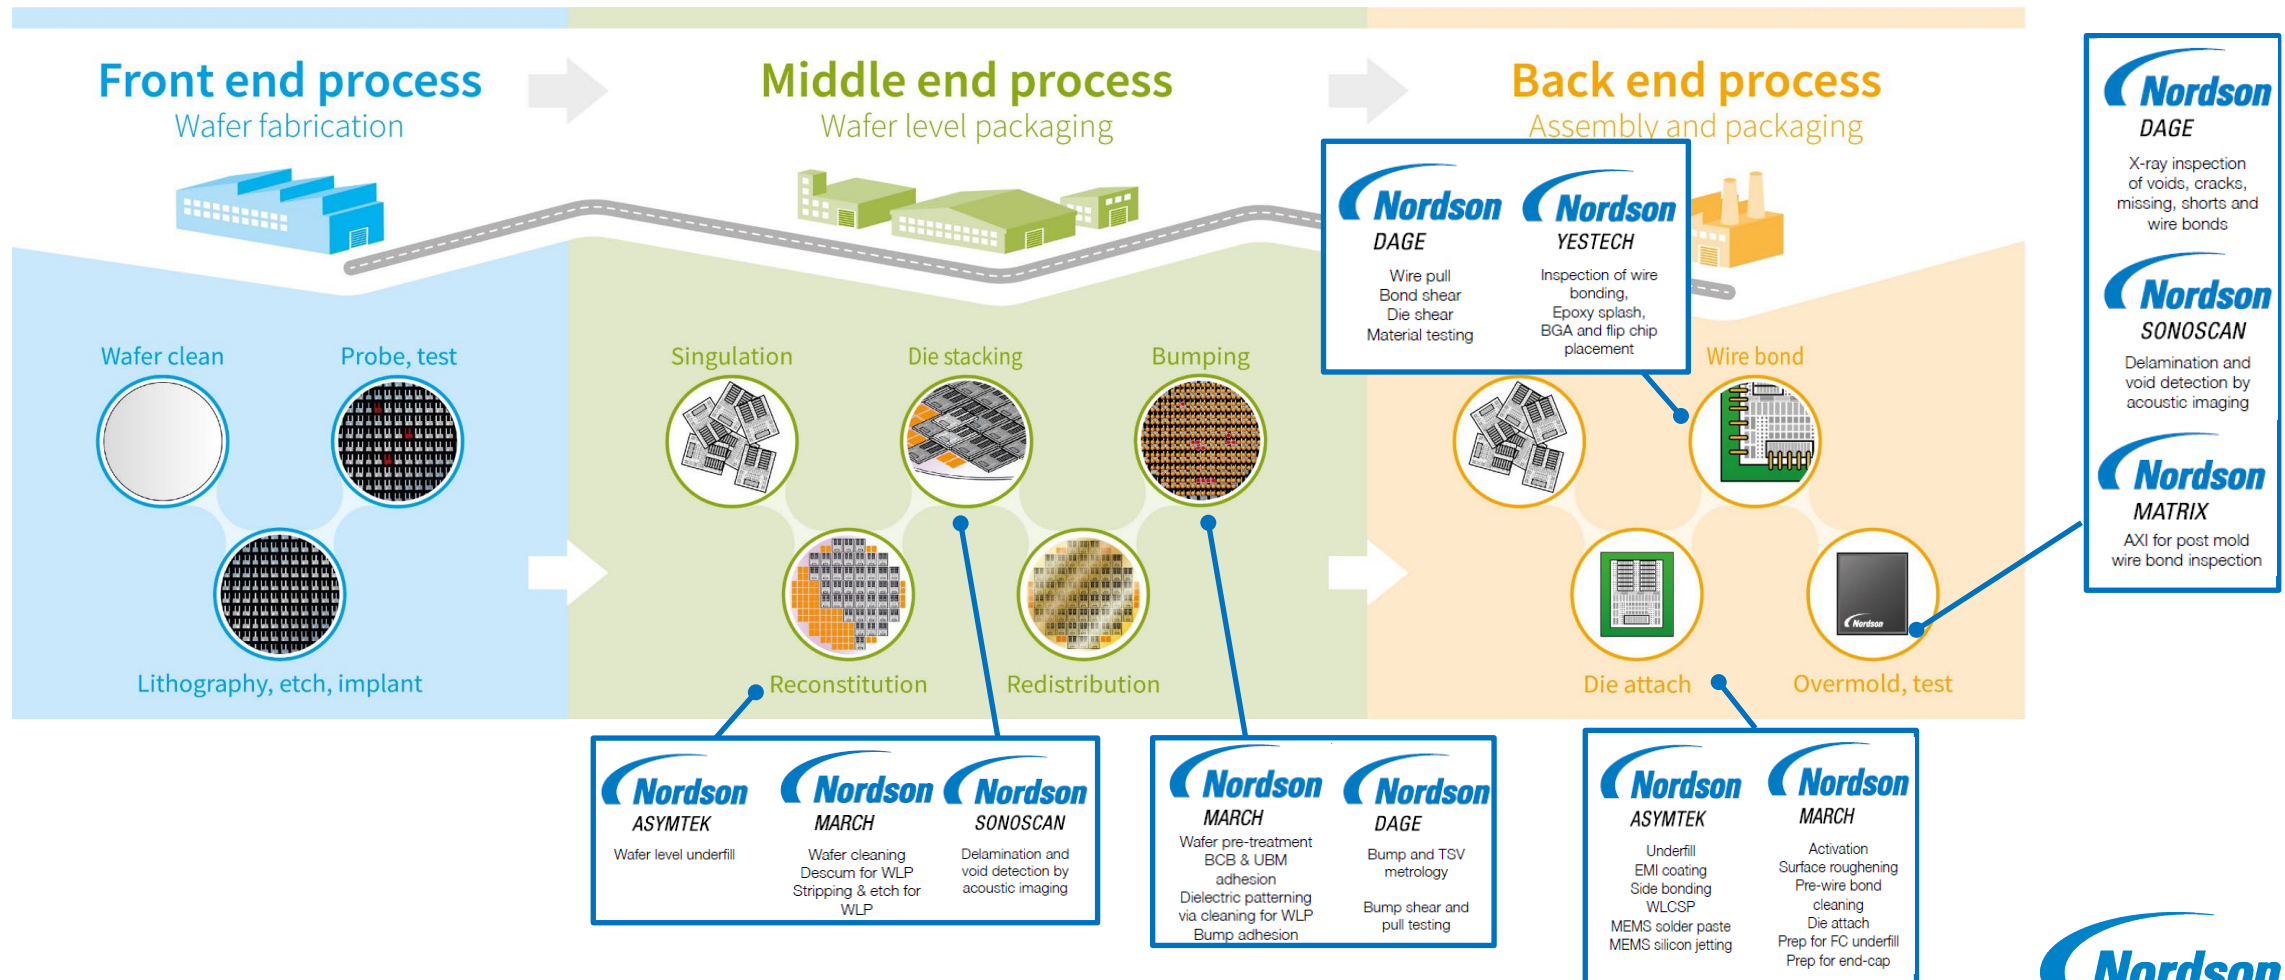 Front end process
Wafer fabrication
Middle end process
Wafer level packaging
Back end process
Assembly and packaging
Wafer clean
Probe, test
Lithography, etch, implant
Singulation
Die stacking
Bumping
Reconstitution
Redistribution
Wire bond
Die attach
Overmold, test
Nordson
Nordson
DAGE
Wire pull
Bond shear
Die shear
Material testing
Nordson
YESTECH
Inspection of wire
bonding,
Epoxy splash,
BGA and flip chip
placement
Nordson
DAGE
X-ray inspection
of voids, cracks,
missing, shorts and
wire bonds
Nordson
SONOSCAN
Delamination and
void detection by
acoustic imaging
Nordson
MATRIX
AXI for post mold
wire bond inspection
Nordson
ASYMTEK
Wafer level underfill
Nordson
MARCH
Wafer cleaning
Descum for WLP
Stripping & etch for
WLP
Nordson
SONOSCAN
Delamination and
void detection by
acoustic imaging
Nordson
MARCH
Wafer pre-treatment
BCB & UBM
adhesion
Dielectric patterning
via cleaning for WLP
Bump adhesion
Nordson
DAGE
Bump and TSV
metrology
Bump shear and
pull testing
Nordson
ASYMTEK
Underfill
EMI coating
Side bonding
WLCSP
MEMS solder paste
MEMS silicon jetting
Nordson
MARCH
Activation
Surface roughening
Pre-wire bond
cleaning
Die attach
Prep for FC underfill
Prep for end-cap
Nordson